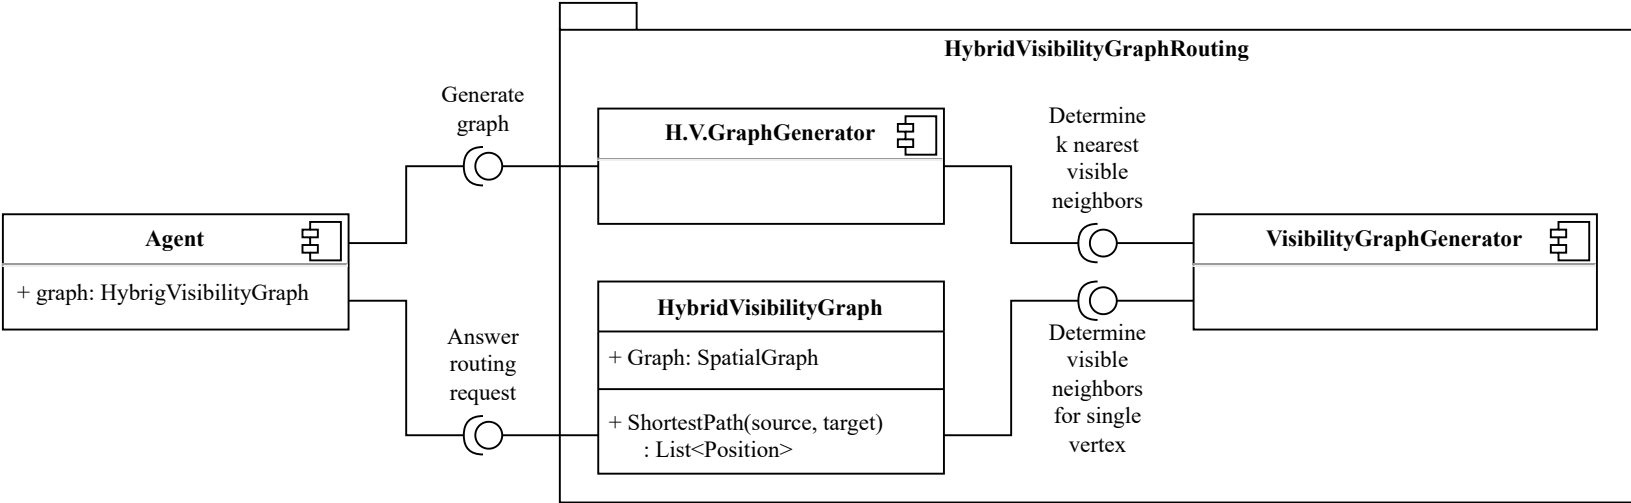 HybridVisibilityGraphRouting
Generate
graph
H.V.GraphGenerator
Determine
k nearest
visible
neighbors
Agent
+ graph: HybrigVisibilityGraph
VisibilityGraphGenerator
Answer
routing
request
HybridVisibilityGraph
+ Graph: SpatialGraph
+ ShortestPath(source, target)
: List<Position>
Determine
visible
neighbors
for single
vertex